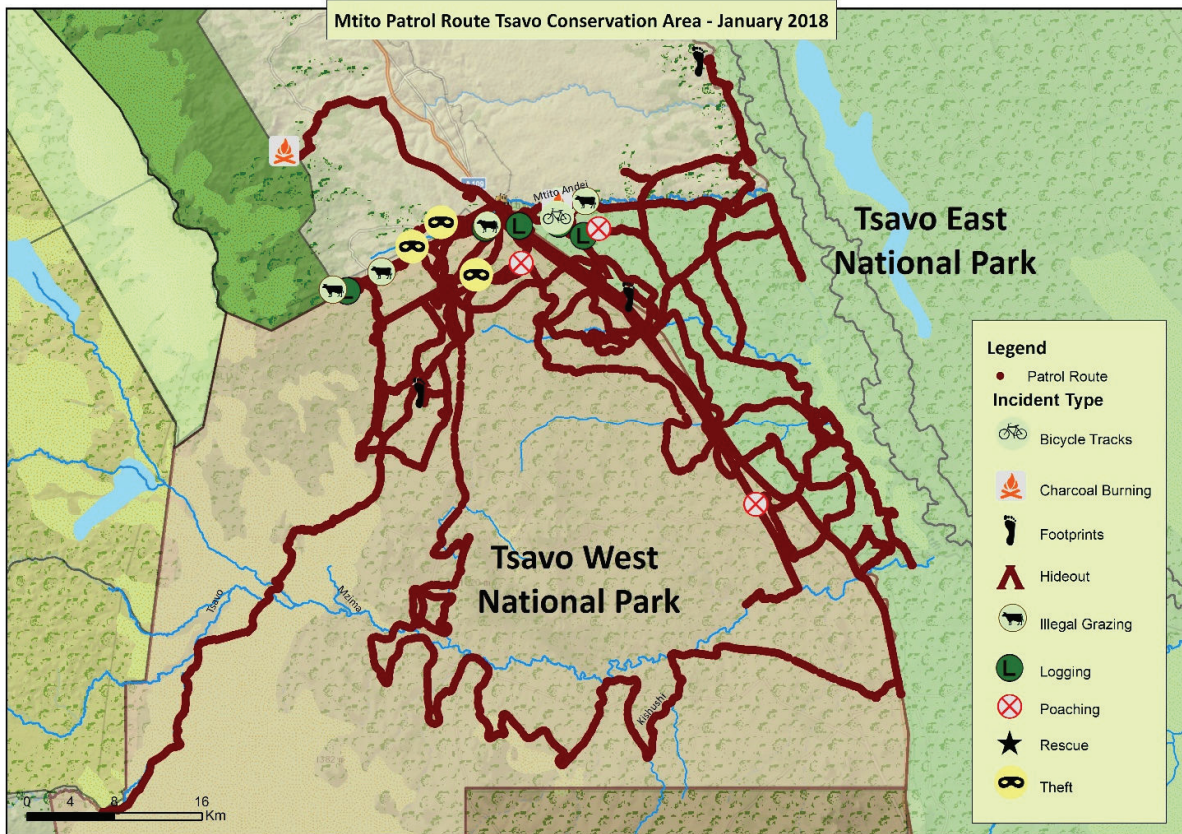 Mtito Patrol Route Tsavo Conservation Area - January 2018
Mtito Andei
Tsavo East
National Park
Tsavo West
National Park
Mzima
Tsavo
Kishushi
Legend
Patrol Route
Incident Type
Bicycle Tracks
Charcoal Burning
Footprints
Hideout
Illegal Grazing
L Logging
Poaching
Rescue
Theft
L
L
0 4 8 16
Km